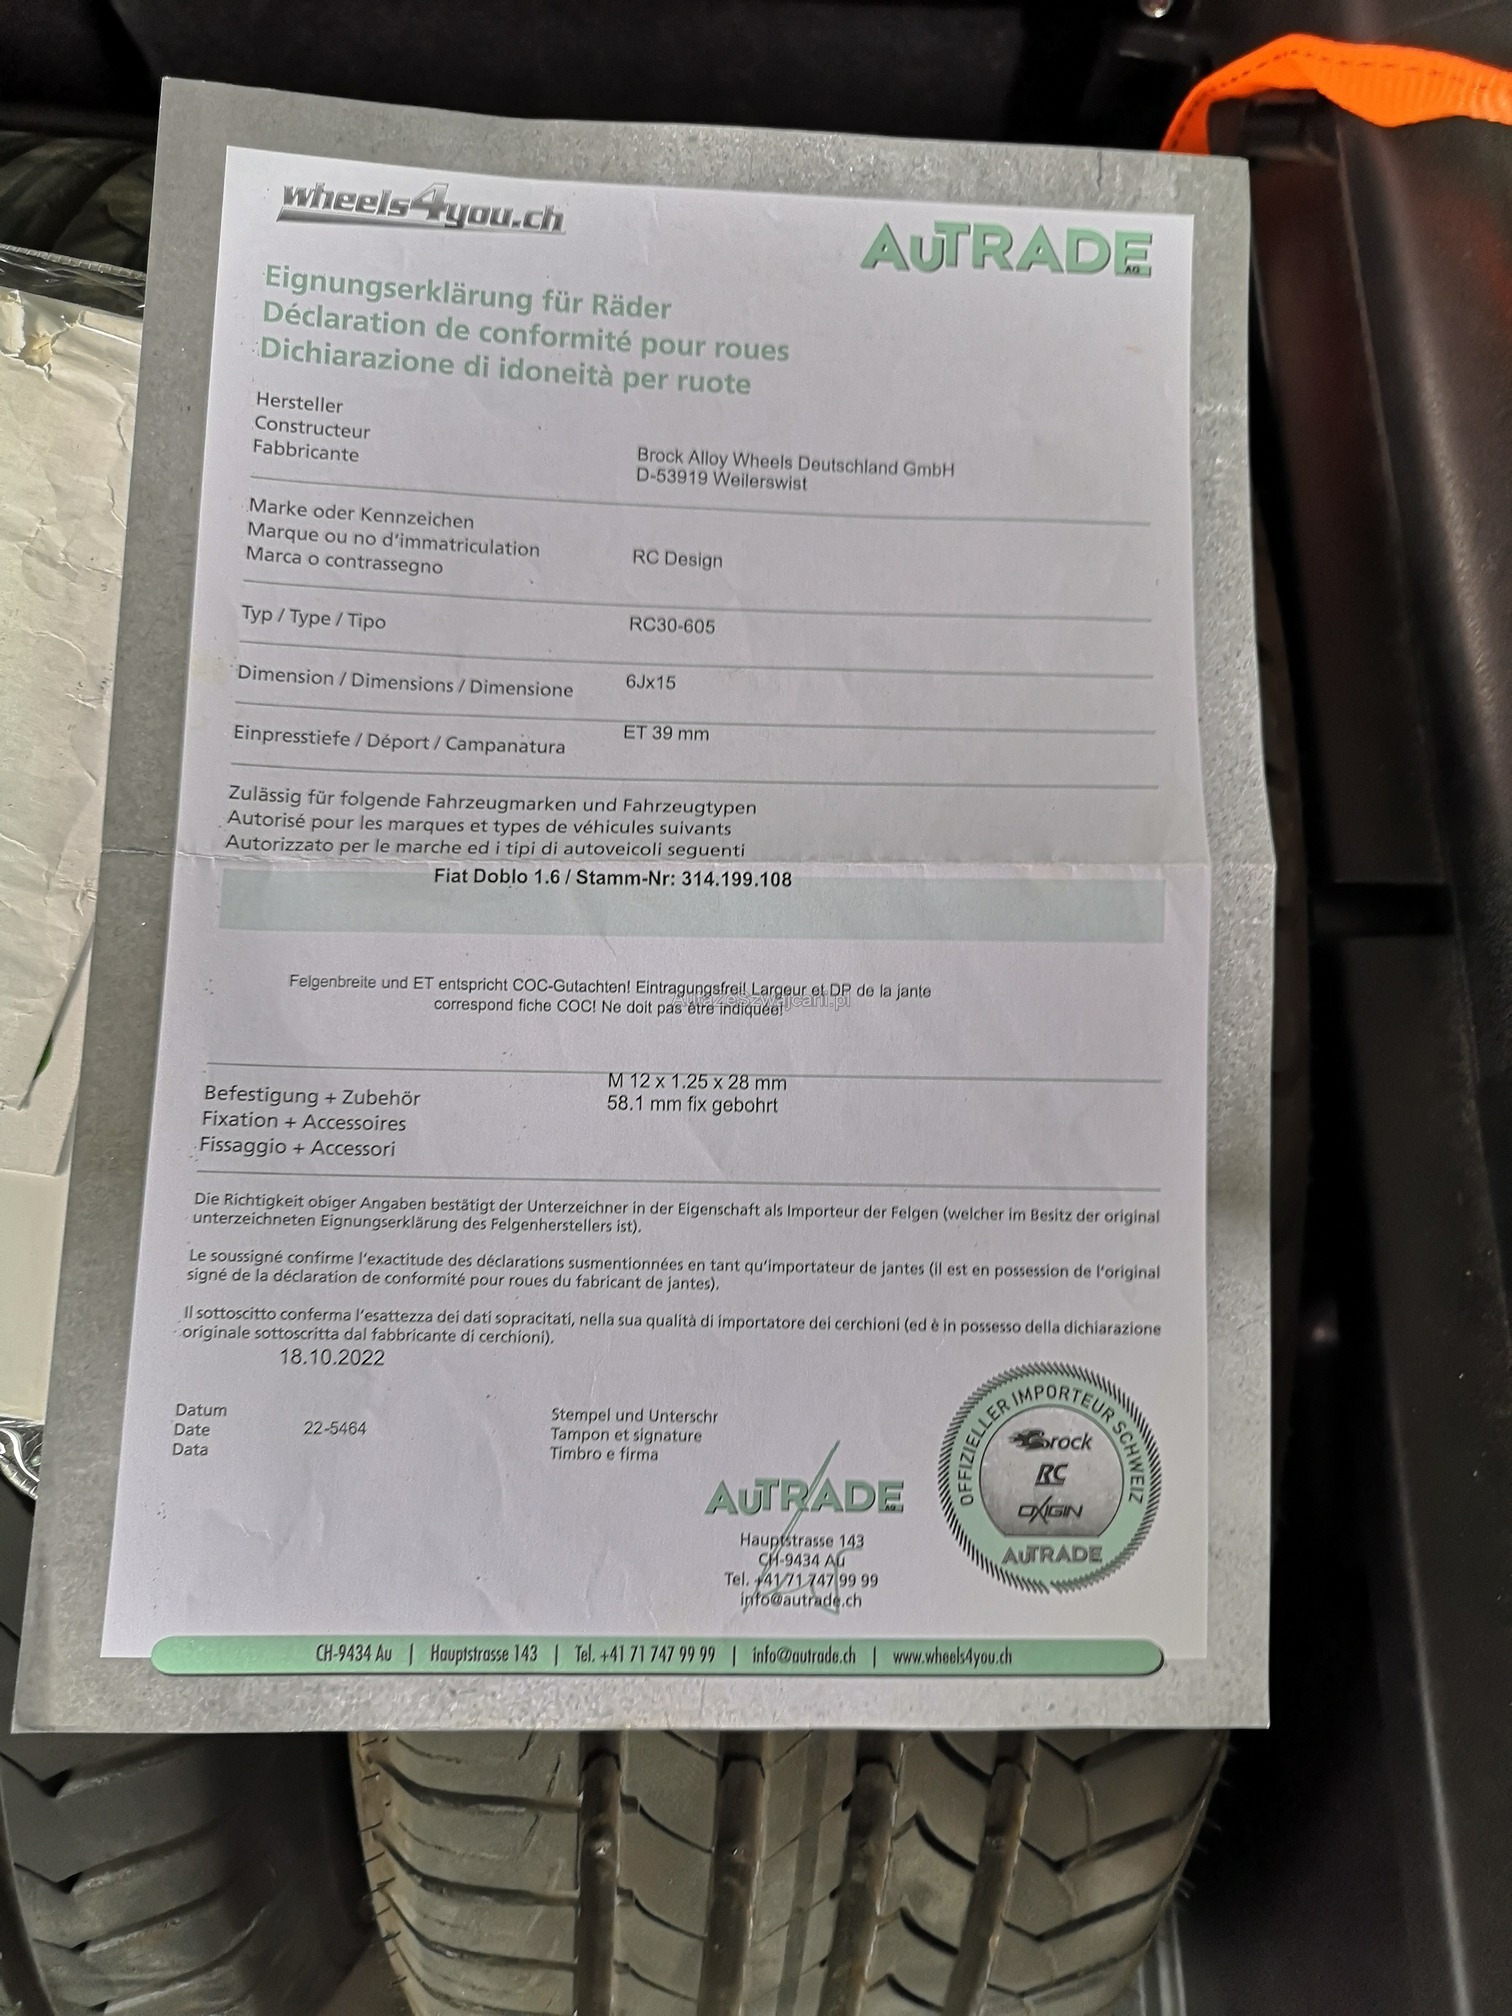 wheels4you.ch
AuTRADE AG
Eignungserklärung für Räder
Déclaration de conformité pour roues
Dichiarazione di idoneità per ruote
Hersteller
Constructeur
Fabbricante
Brock Alloy Wheels Deutschland GmbH
D-53919 Weilerswist
Marke oder Kennzeichen
Marque ou no d'immatriculation
Marca o contrassegno
RC Design
Typ / Type / Tipo
RC30-605
Dimension / Dimensions / Dimensione
6Jx15
Einpresstiefe / Déport / Campanatura
ET 39 mm
Zulässig für folgende Fahrzeugmarken und Fahrzeugtypen
Autorisé pour les marques et types de véhicules suivants
Autorizzato per le marche ed i tipi di autoveicoli seguenti
Fiat Doblo 1.6 / Stamm-Nr: 314.199.108
Felgenbreite und ET entspricht COC-Gutachten! Eintragungsfrei! Largeur et DP de la jante
correspond fiche COC! Ne doit pas être indiquée!
AutazeSzwajcarii.pl
Befestigung + Zubehör
Fixation + Accessoires
Fissaggio + Accessori
M 12 x 1.25 x 28 mm
58.1 mm fix gebohrt
Die Richtigkeit obiger Angaben bestätigt der Unterzeichner in der Eigenschaft als Importeur der Felgen (welcher im Besitz der original
unterzeichneten Eignungserklärung des Felgenherstellers ist).
Le soussigné confirme l'exactitude des déclarations susmentionnées en tant qu'importateur de jantes (il est en possession de l'original
signé de la déclaration de conformité pour roues du fabricant de jantes).
Il sottoscitto conferma l'esattezza dei dati sopracitati, nella sua qualità di importatore dei cerchioni (ed è in possesso della dichiarazione
originale sottoscritta dal fabbricante di cerchioni).
18.10.2022
Datum
Date
Data
22-5464
Stempel und Unterschr
Tampon et signature
Timbro e firma
AuTRADE AG
Hauptstrasse 143
CH-9434 Au
Tel. +41 71 747 99 99
info@autrade.ch
OFFIZIELLER IMPORTEUR SCHWEIZ
Brock
RC
OXIGIN
AuTRADE
CH-9434 Au | Hauptstrasse 143 | Tel. +41 71 747 99 99 | info@autrade.ch | www.wheels4you.ch